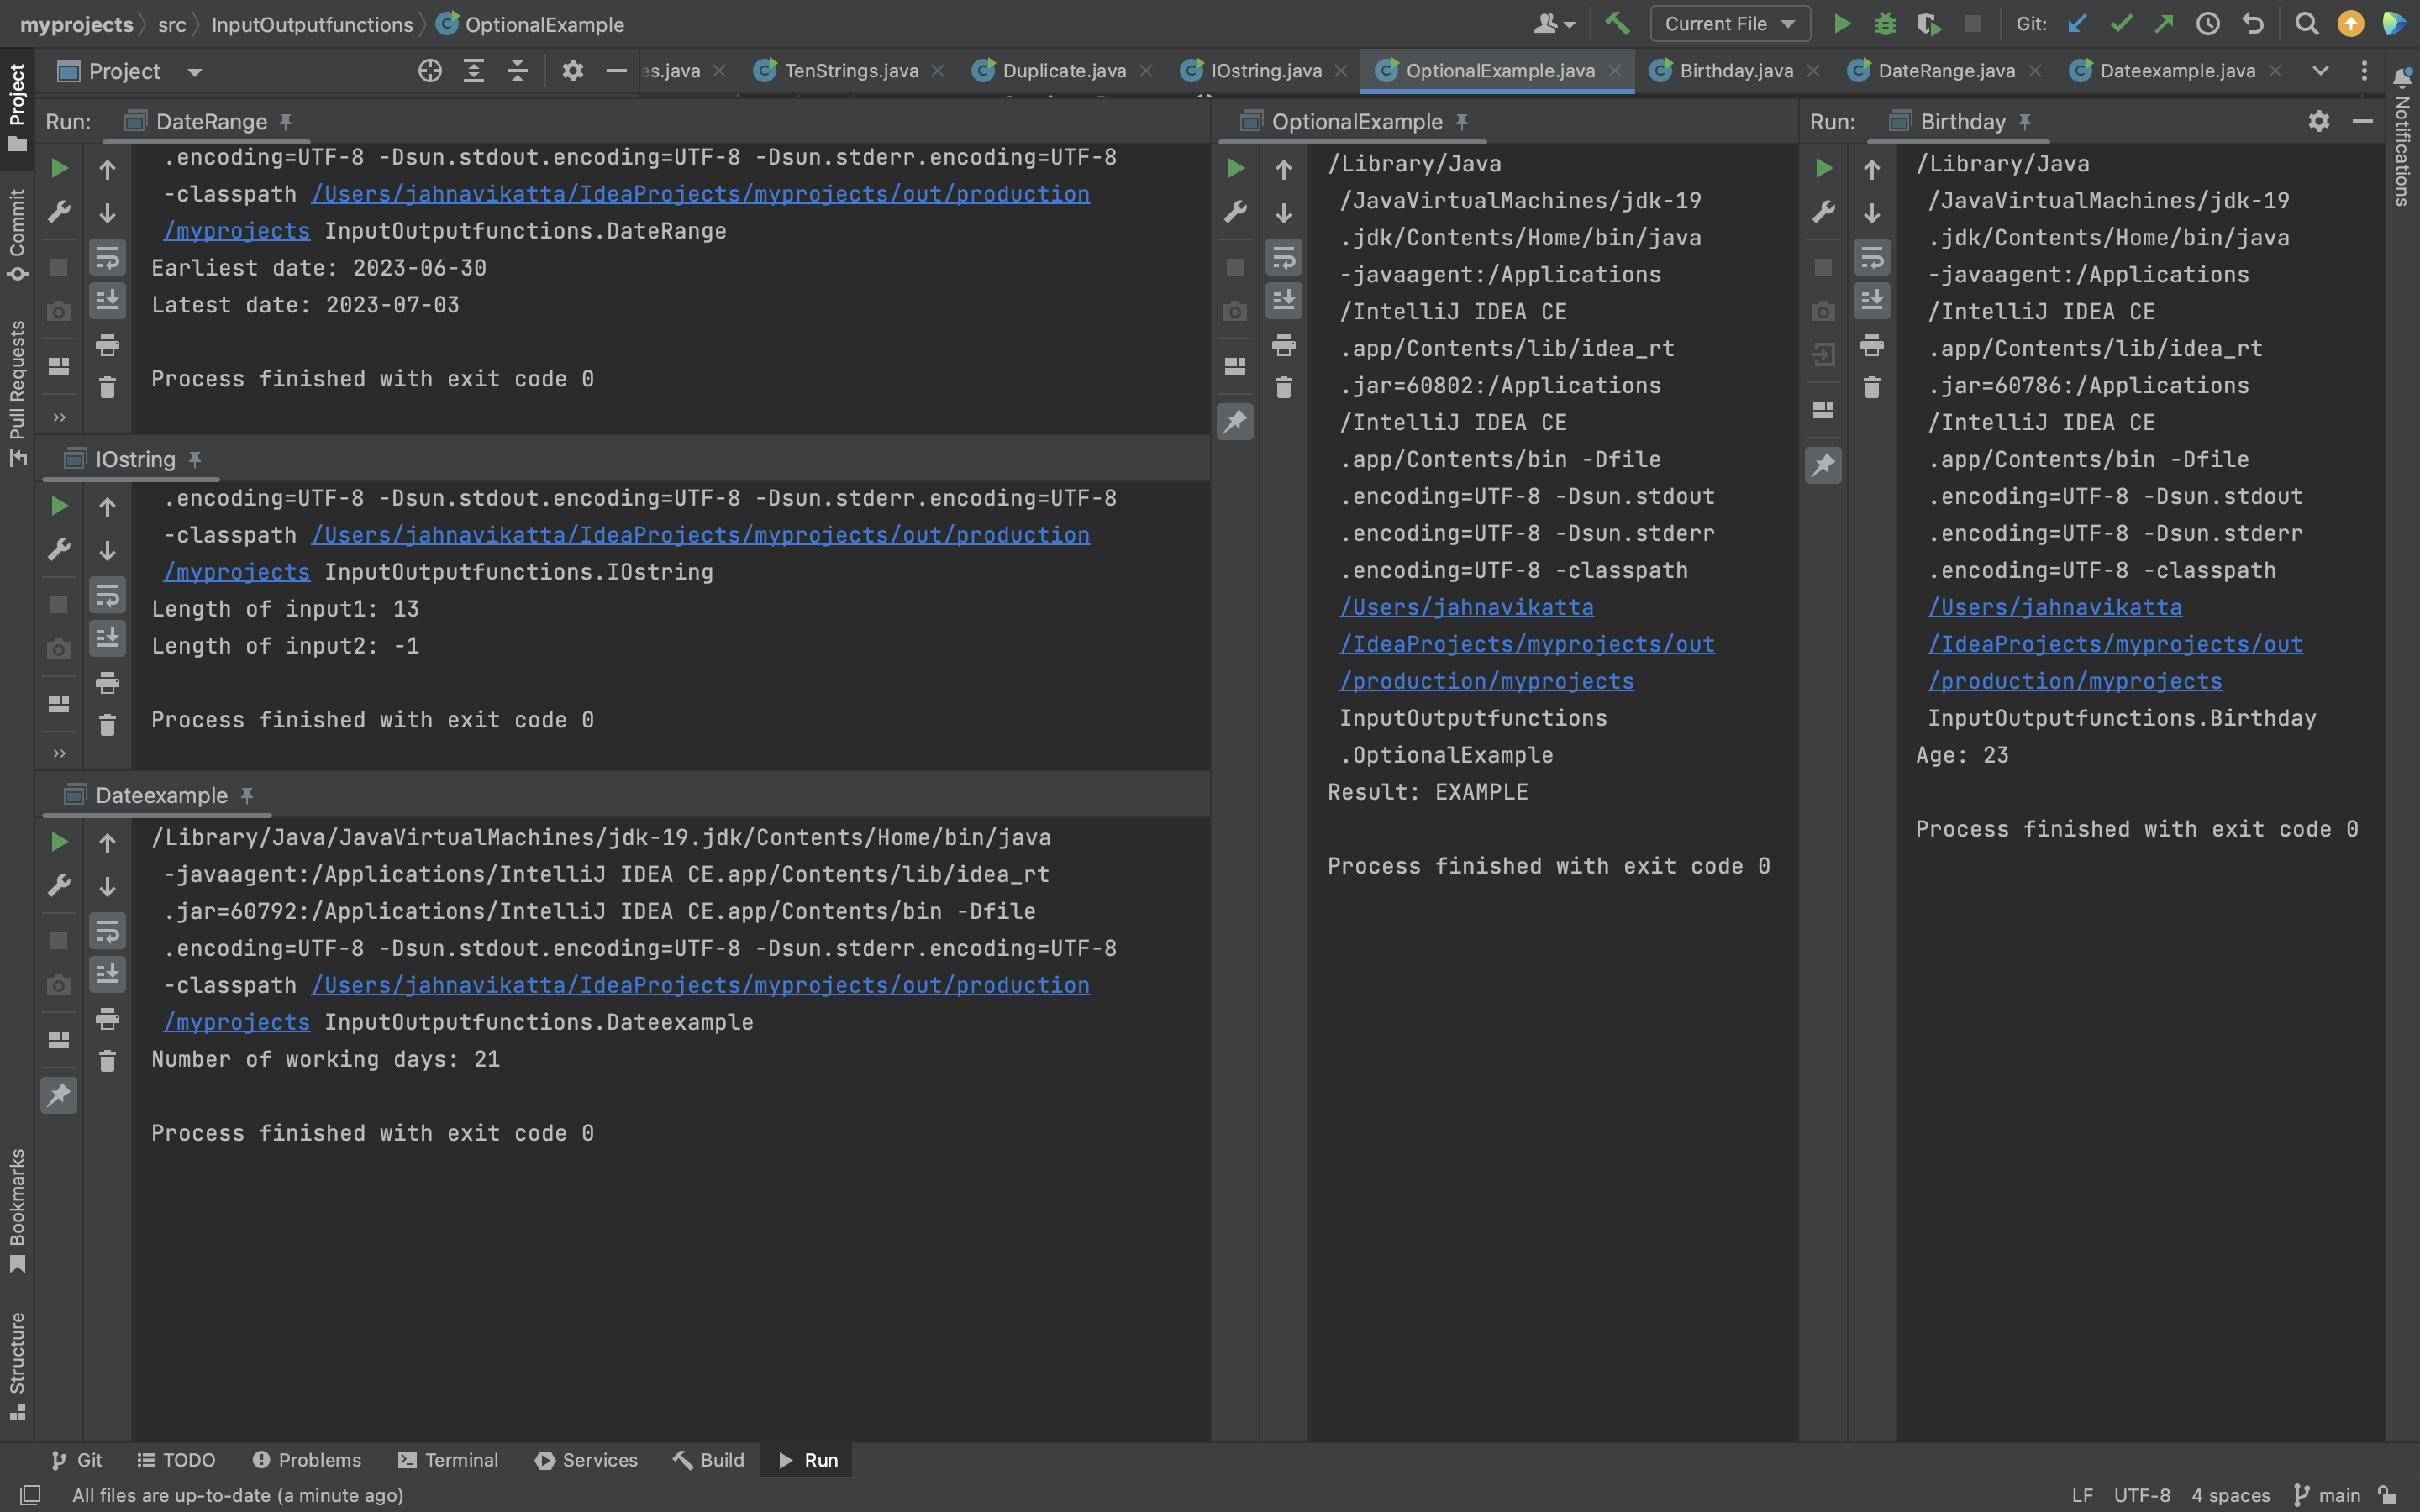 myprojects src InputOutputfunctions OptionalExample
Current File
Git:
Project
es.java
TenStrings.java
Duplicate.java
IOstring.java
OptionalExample.java
Birthday.java
DateRange.java
Dateexample.java
Project
Commit
Pull Requests
Bookmarks
Structure
Notifications
Run: DateRange
.encoding=UTF-8 -Dsun.stdout.encoding=UTF-8 -Dsun.stderr.encoding=UTF-8
-classpath /Users/jahnavikatta/IdeaProjects/myprojects/out/production
/myprojects InputOutputfunctions.DateRange
Earliest date: 2023-06-30
Latest date: 2023-07-03
Process finished with exit code 0
IOstring
.encoding=UTF-8 -Dsun.stdout.encoding=UTF-8 -Dsun.stderr.encoding=UTF-8
-classpath /Users/jahnavikatta/IdeaProjects/myprojects/out/production
/myprojects InputOutputfunctions.IOstring
Length of input1: 13
Length of input2: -1
Process finished with exit code 0
Dateexample
/Library/Java/JavaVirtualMachines/jdk-19.jdk/Contents/Home/bin/java
-javaagent:/Applications/IntelliJ IDEA CE.app/Contents/lib/idea_rt
.jar=60792:/Applications/IntelliJ IDEA CE.app/Contents/bin -Dfile
.encoding=UTF-8 -Dsun.stdout.encoding=UTF-8 -Dsun.stderr.encoding=UTF-8
-classpath /Users/jahnavikatta/IdeaProjects/myprojects/out/production
/myprojects InputOutputfunctions.Dateexample
Number of working days: 21
Process finished with exit code 0
OptionalExample
/Library/Java
/JavaVirtualMachines/jdk-19
.jdk/Contents/Home/bin/java
-javaagent:/Applications
/IntelliJ IDEA CE
.app/Contents/lib/idea_rt
.jar=60802:/Applications
/IntelliJ IDEA CE
.app/Contents/bin -Dfile
.encoding=UTF-8 -Dsun.stdout
.encoding=UTF-8 -Dsun.stderr
.encoding=UTF-8 -classpath
/Users/jahnavikatta
/IdeaProjects/myprojects/out
/production/myprojects
InputOutputfunctions
.OptionalExample
Result: EXAMPLE
Process finished with exit code 0
Run: Birthday
/Library/Java
/JavaVirtualMachines/jdk-19
.jdk/Contents/Home/bin/java
-javaagent:/Applications
/IntelliJ IDEA CE
.app/Contents/lib/idea_rt
.jar=60786:/Applications
/IntelliJ IDEA CE
.app/Contents/bin -Dfile
.encoding=UTF-8 -Dsun.stdout
.encoding=UTF-8 -Dsun.stderr
.encoding=UTF-8 -classpath
/Users/jahnavikatta
/IdeaProjects/myprojects/out
/production/myprojects
InputOutputfunctions.Birthday
Age: 23
Process finished with exit code 0
Git
TODO
Problems
Terminal
Services
Build
Run
All files are up-to-date (a minute ago)
LF UTF-8 4 spaces main